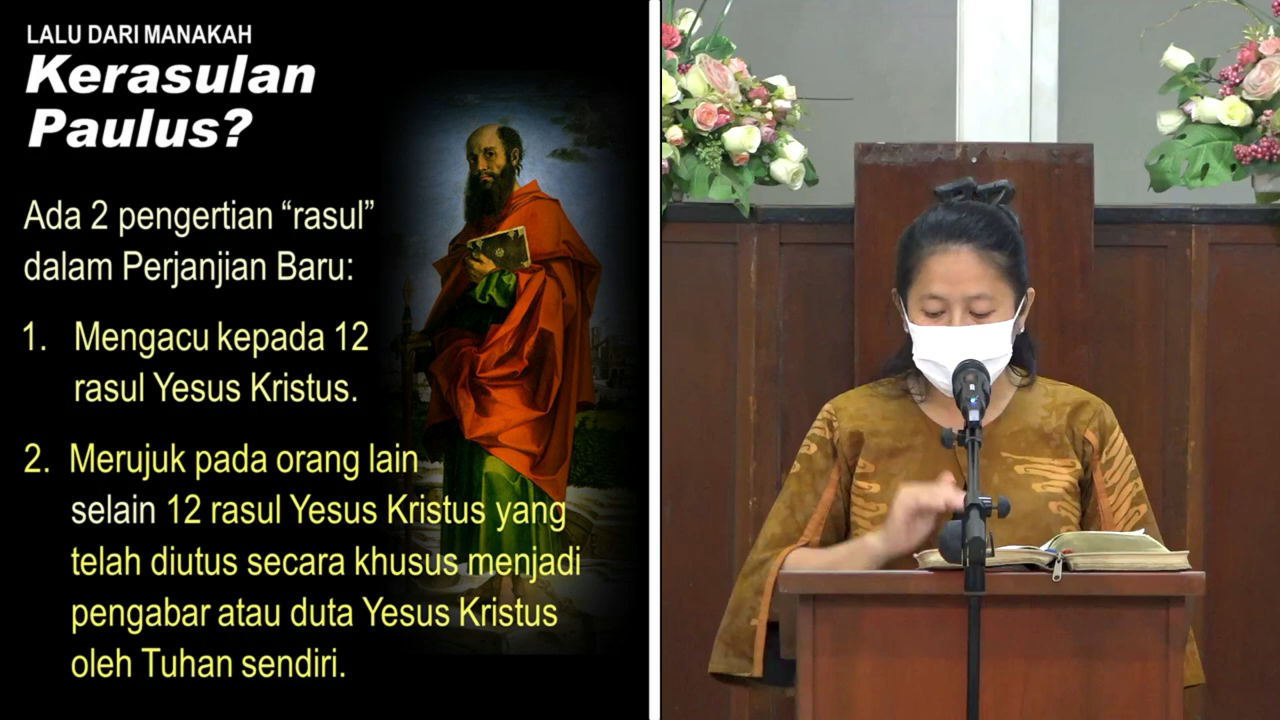 LALU DARI MANAKAH
Kerasulan
Paulus?
Ada 2 pengertian “rasul”
dalam Perjanjian Baru:
1. Mengacu kepada 12
rasul Yesus Kristus.
2. Merujuk pada orang lain
selain 12 rasul Yesus Kristus yang
telah diutus secara khusus menjadi
pengabar atau duta Yesus Kristus
oleh Tuhan sendiri.